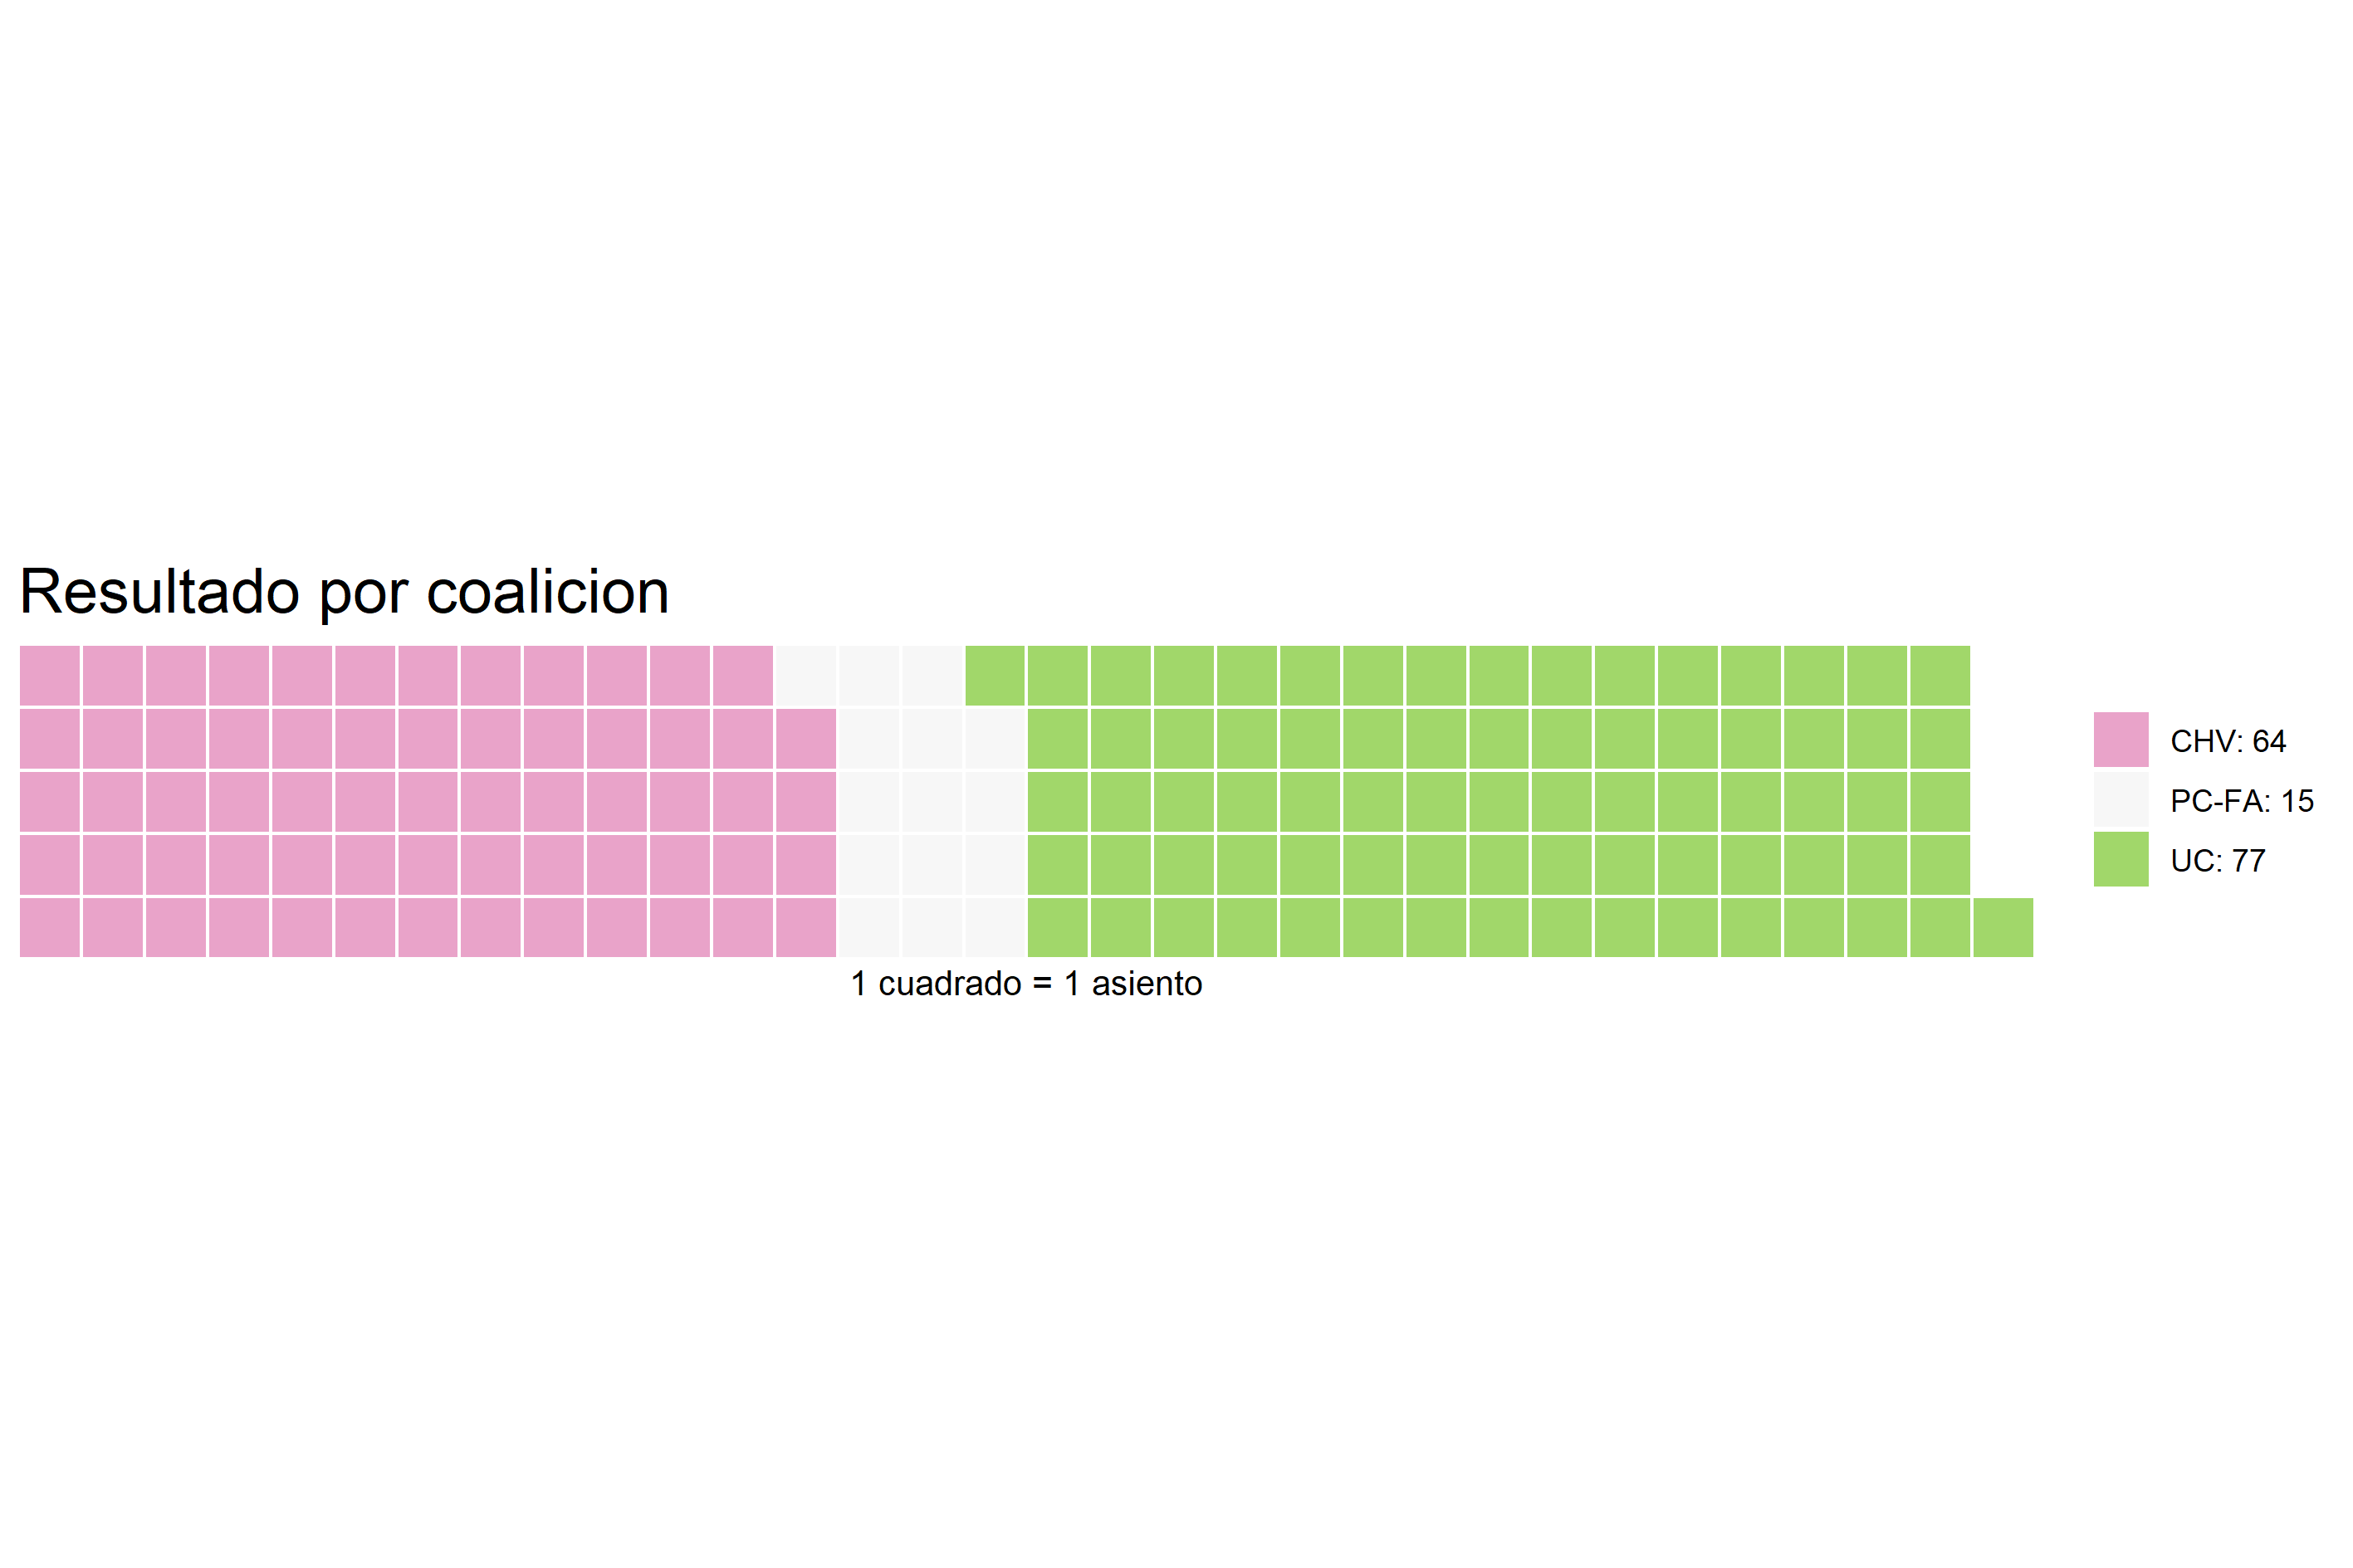 Resultado por coalicion
CHV: 64
PC-FA: 15
UC: 77
1 cuadrado = 1 asiento